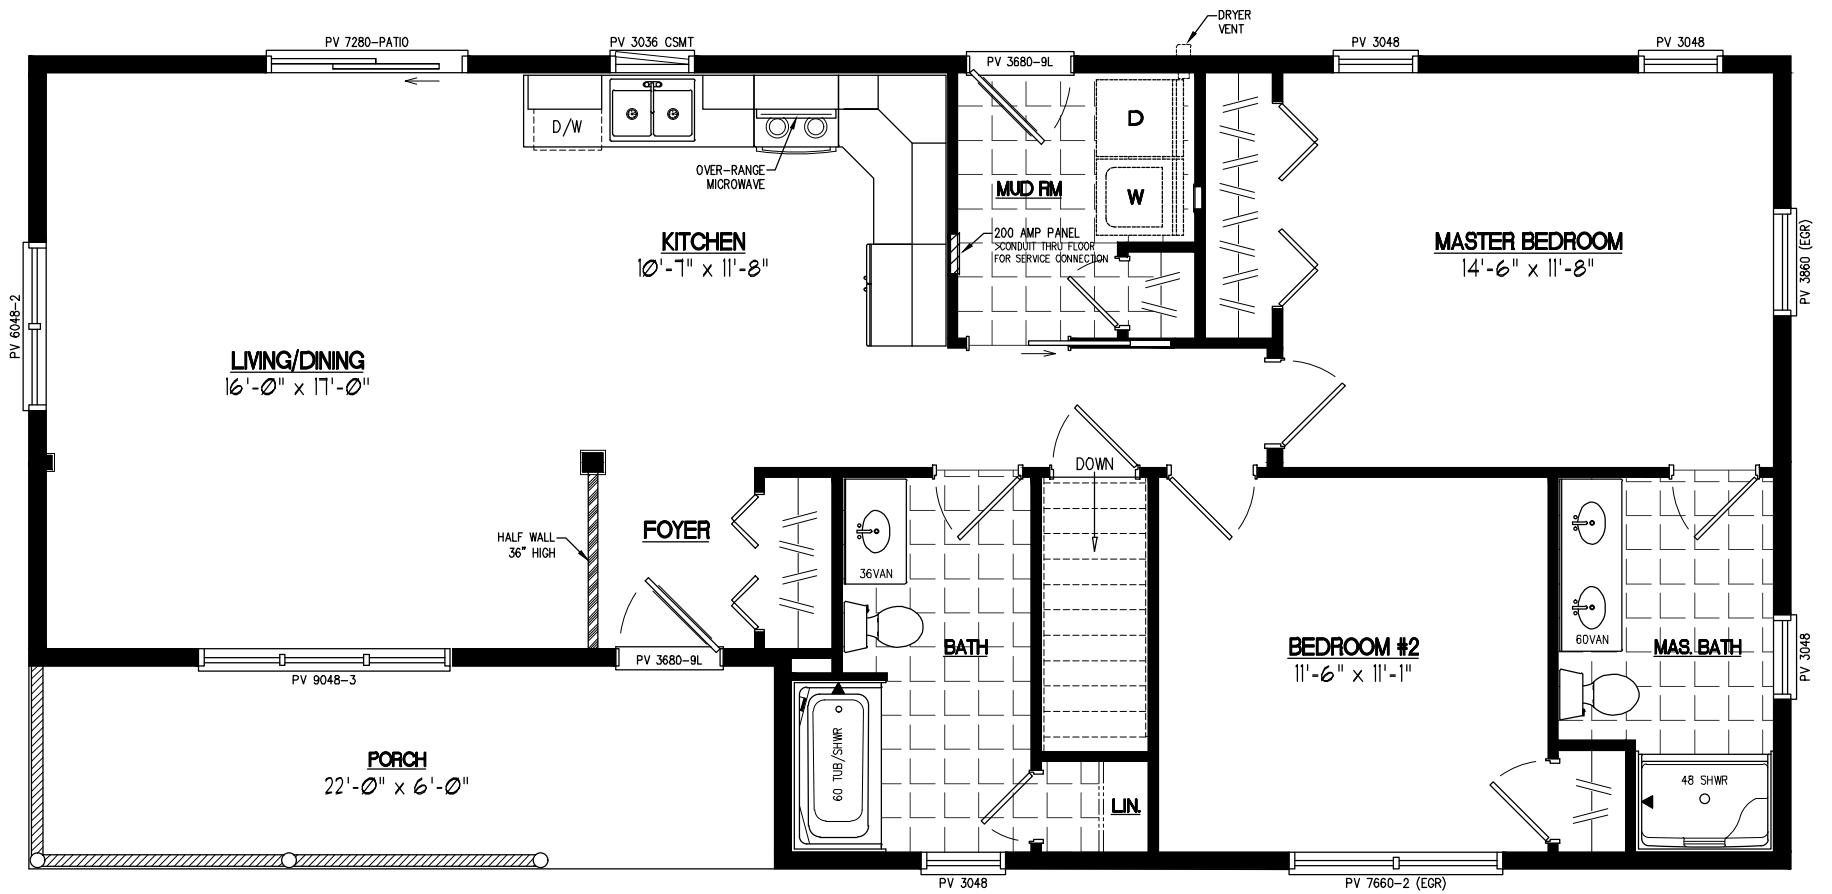 DRYER
VENT
PV 7280-PATIO
PV 3036 CSMT
PV 3680-9L
PV 3048
PV 3048
D/W
D
OVER-RANGE
MICROWAVE
MUD RM
W
200 AMP PANEL
>CONDUIT THRU FLOOR
FOR SERVICE CONNECTION
KITCHEN
10'-7" x 11'-8"
MASTER BEDROOM
14'-6" x 11'-8"
PV 3860 (EGR)
PV 6048-2
LIVING/DINING
16'-0" x 17'-0"
DOWN
HALF WALL
36" HIGH
FOYER
36VAN
60VAN
BATH
BEDROOM #2
11'-6" x 11'-1"
MAS. BATH
PV 3048
PV 9048-3
PV 3680-9L
PORCH
22'-0" x 6'-0"
60 TUB/SHWR
LIN.
48 SHWR
PV 3048
PV 7660-2 (EGR)